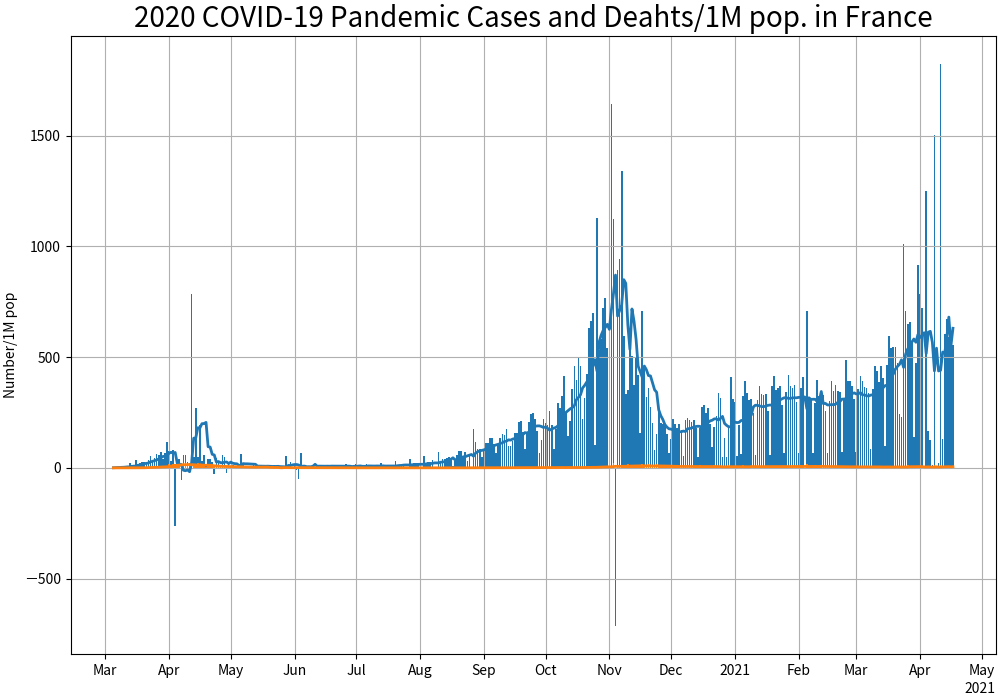 2020 COVID-19 Pandemic Cases and Deahts/1M pop. in France
Number/1M pop
1500
1000
500
0
−500
Mar Apr May Jun Jul Aug Sep Oct Nov Dec 2021 Feb Mar Apr May
2021